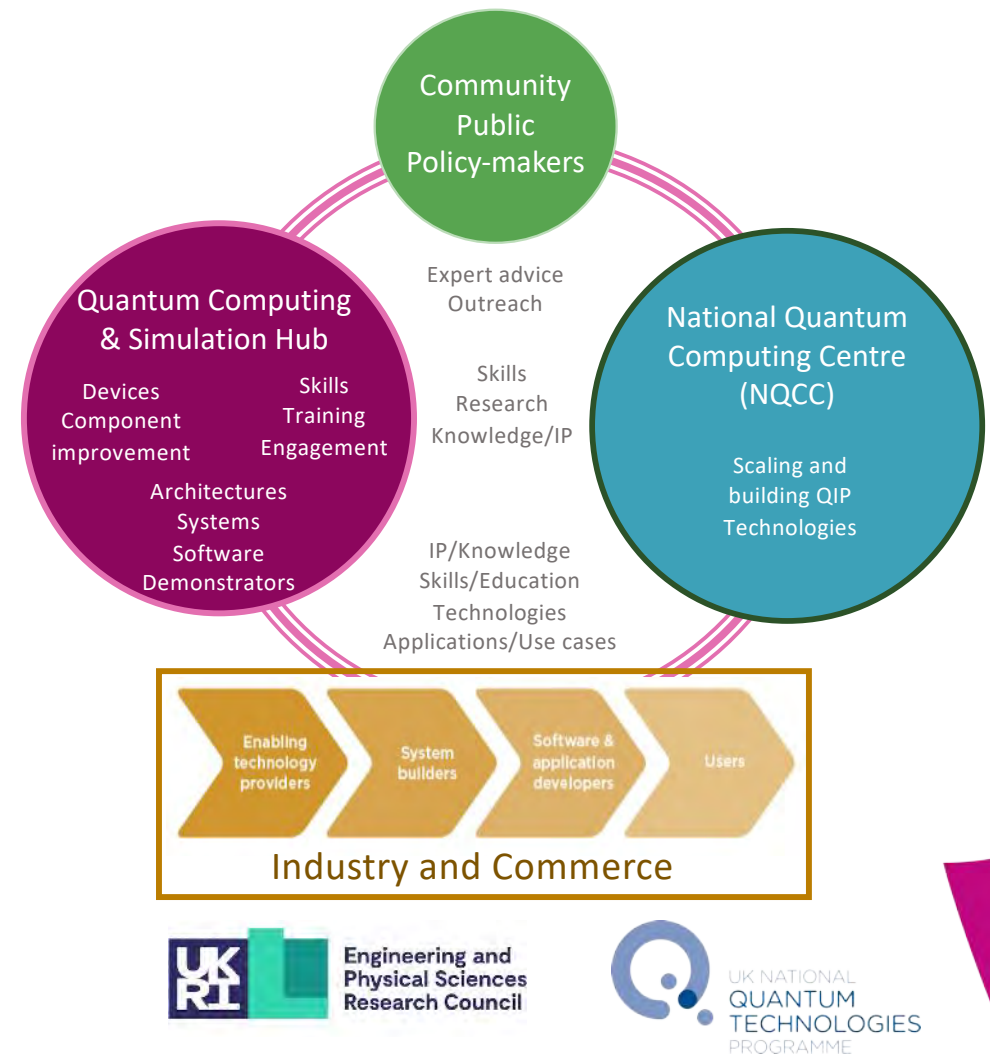 Community
Public
Policy-makers
Expert advice
Outreach
Quantum Computing
& Simulation Hub
Devices
Component
improvement
Skills
Training
Engagement
Architectures
Systems
Software
Demonstrators
Skills
Research
Knowledge/IP
National Quantum
Computing Centre
(NQCC)
Scaling and
building QIP
Technologies
IP/Knowledge
Skills/Education
Technologies
Applications/Use cases
Enabling
technology
providers
System
builders
Software &
application
developers
Users
Industry and Commerce
UK
RI
Engineering and
Physical Sciences
Research Council
UK NATIONAL
QUANTUM
TECHNOLOGIES
PROGRAMME